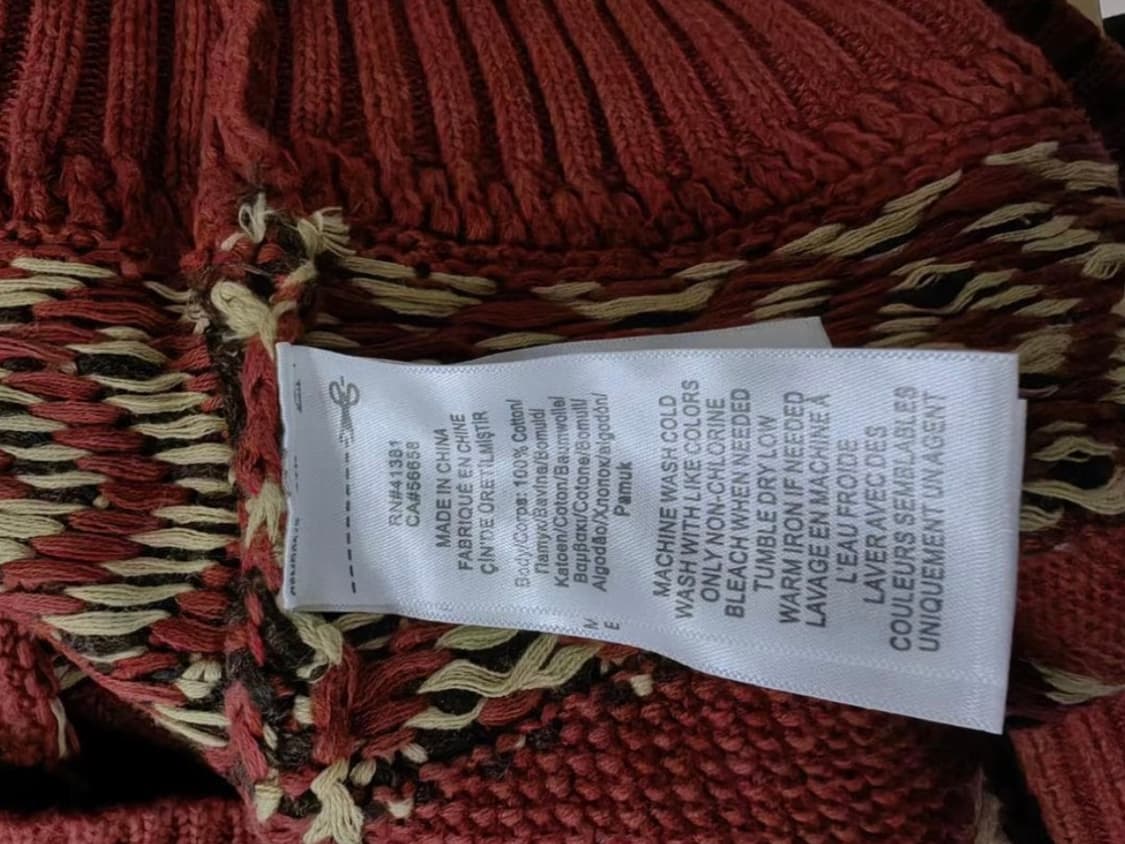 RN#41381
CA#56658
MADE IN CHINA
FABRIQUÉ EN CHINE
ÇİN'DE ÜRETİLMİŞTİR
Body/Corps: 100% Cotton/
Памук/Bavlna/Bomuld/
Katoen/Coton/Baumwolle/
Βαμβακι/Cotone/Bomull/
Algodão/Хлопок/algodón/
Pamuk
MACHINE WASH COLD
WASH WITH LIKE COLORS
ONLY NON-CHLORINE
BLEACH WHEN NEEDED
TUMBLE DRY LOW
WARM IRON IF NEEDED
LAVAGE EN MACHINE À
L'EAU FROIDE
LAVER AVEC DES
COULEURS SEMBLABLES
UNIQUEMENT UN AGENT